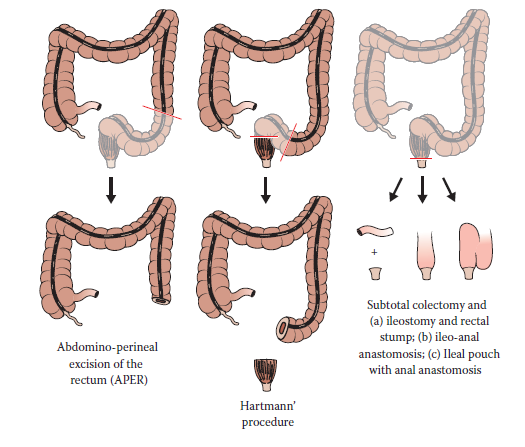 Abdomino-perineal
excision of the
rectum (APER)
Hartmann’
procedure
+
Subtotal colectomy and
(a) ileostomy and rectal
stump; (b) ileo-anal
anastomosis; (c) Ileal pouch
with anal anastomosis